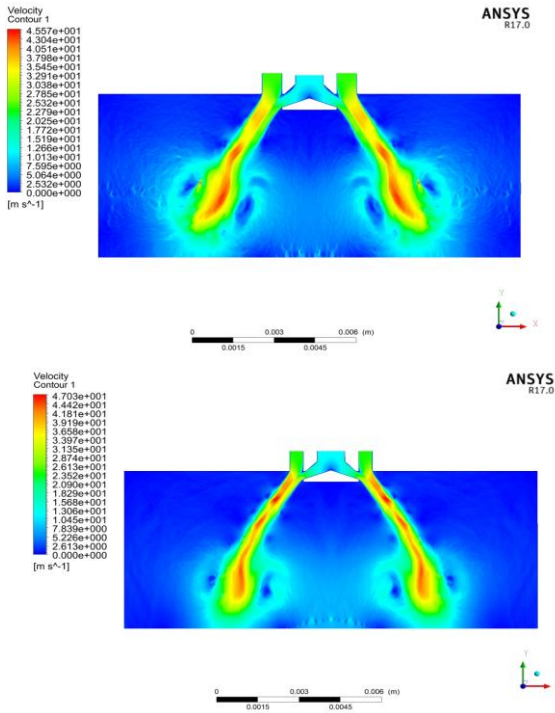 Velocity
Contour 1
4.557e+001
4.304e+001
4.051e+001
3.798e+001
3.545e+001
3.291e+001
3.038e+001
2.785e+001
2.532e+001
2.279e+001
2.025e+001
1.772e+001
1.519e+001
1.266e+001
1.013e+001
7.595e+000
5.064e+000
2.532e+000
0.000e+000
[m s^-1]
ANSYS
R17.0
Y
X
0 0.003 0.006 (m)
0.0015 0.0045
Velocity
Contour 1
4.703e+001
4.442e+001
4.181e+001
3.919e+001
3.658e+001
3.397e+001
3.135e+001
2.874e+001
2.613e+001
2.352e+001
2.090e+001
1.829e+001
1.568e+001
1.306e+001
1.045e+001
7.839e+000
5.226e+000
2.613e+000
0.000e+000
[m s^-1]
ANSYS
R17.0
Y
0 0.003 0.006 (m)
0.0015 0.0045